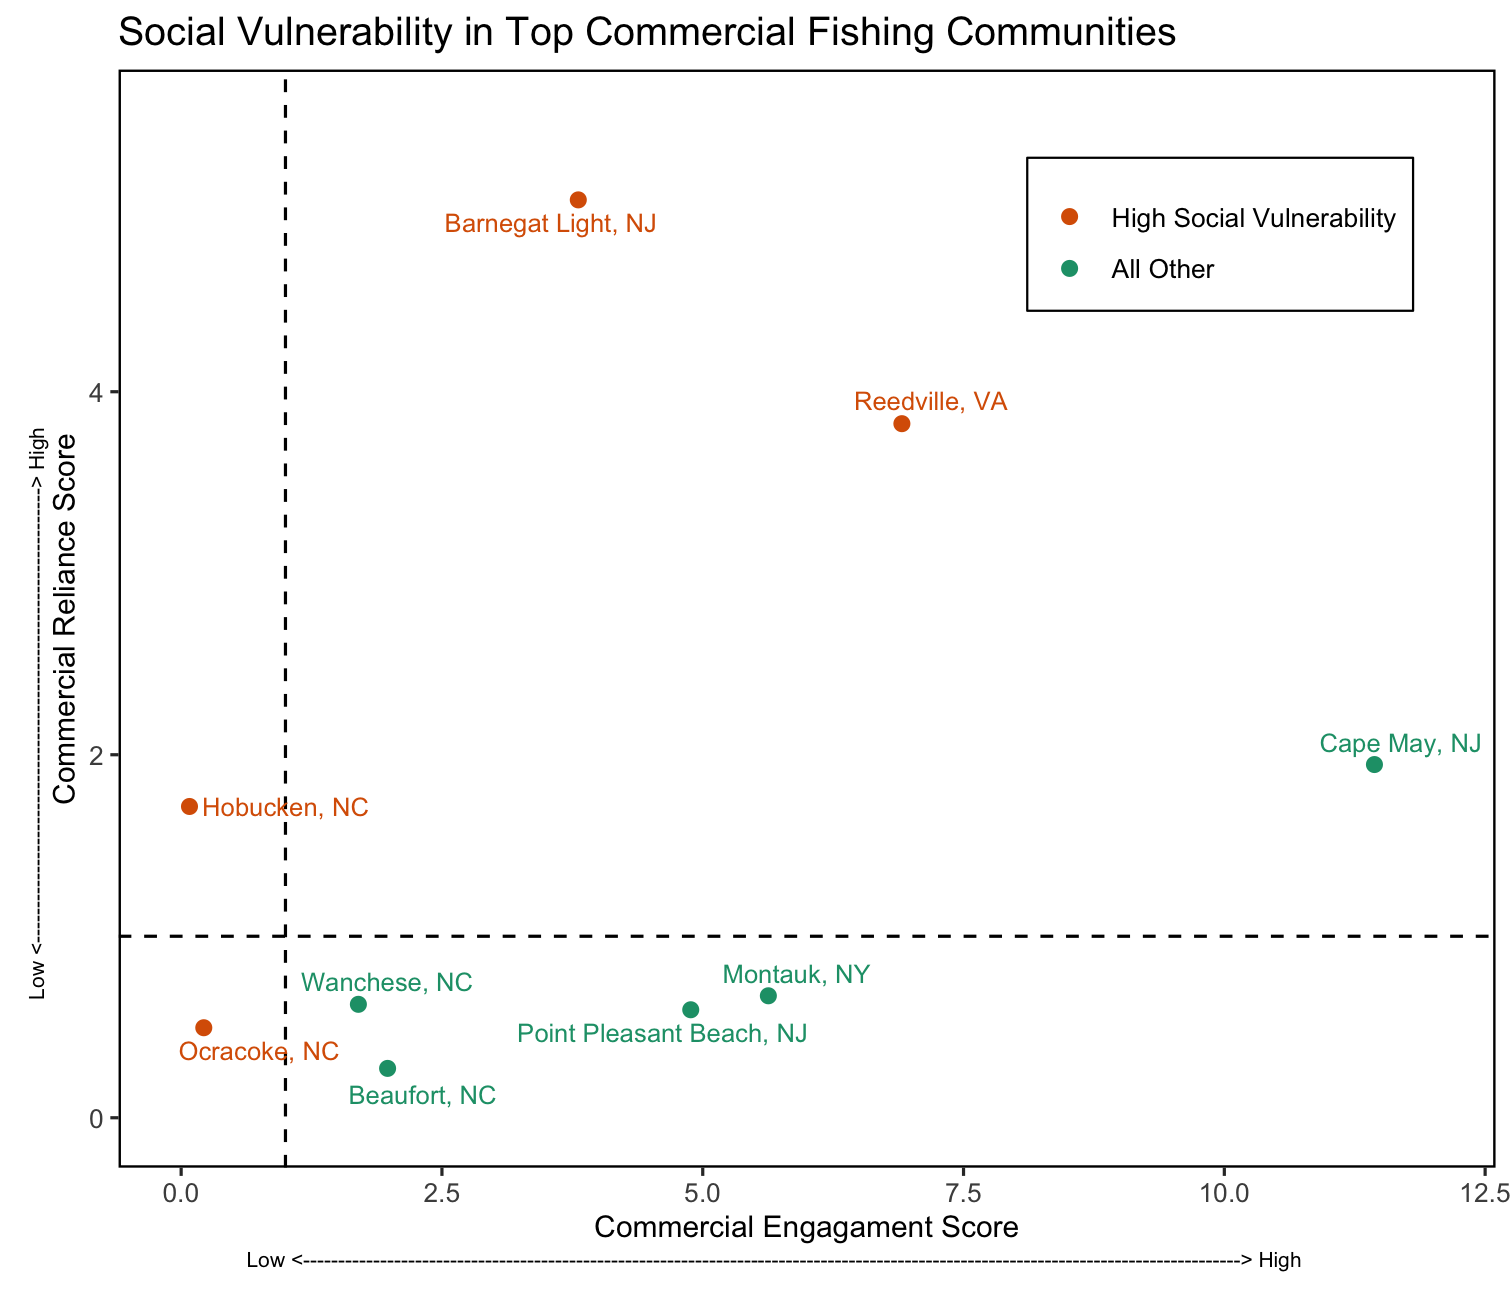 Social Vulnerability in Top Commercial Fishing Communities
High Social Vulnerability
All Other
Barnegat Light, NJ
Reedville, VA
Cape May, NJ
Hobucken, NC
Wanchese, NC
Montauk, NY
Point Pleasant Beach, NJ
Ocracoke, NC
Beaufort, NC
4
2
0
Commercial Reliance Score
Low <---------------------------------------------------------------------> High
0.0
2.5
5.0
7.5
10.0
12.5
Commercial Engagament Score
Low <---------------------------------------------------------------------------------------------------------------------------------------> High